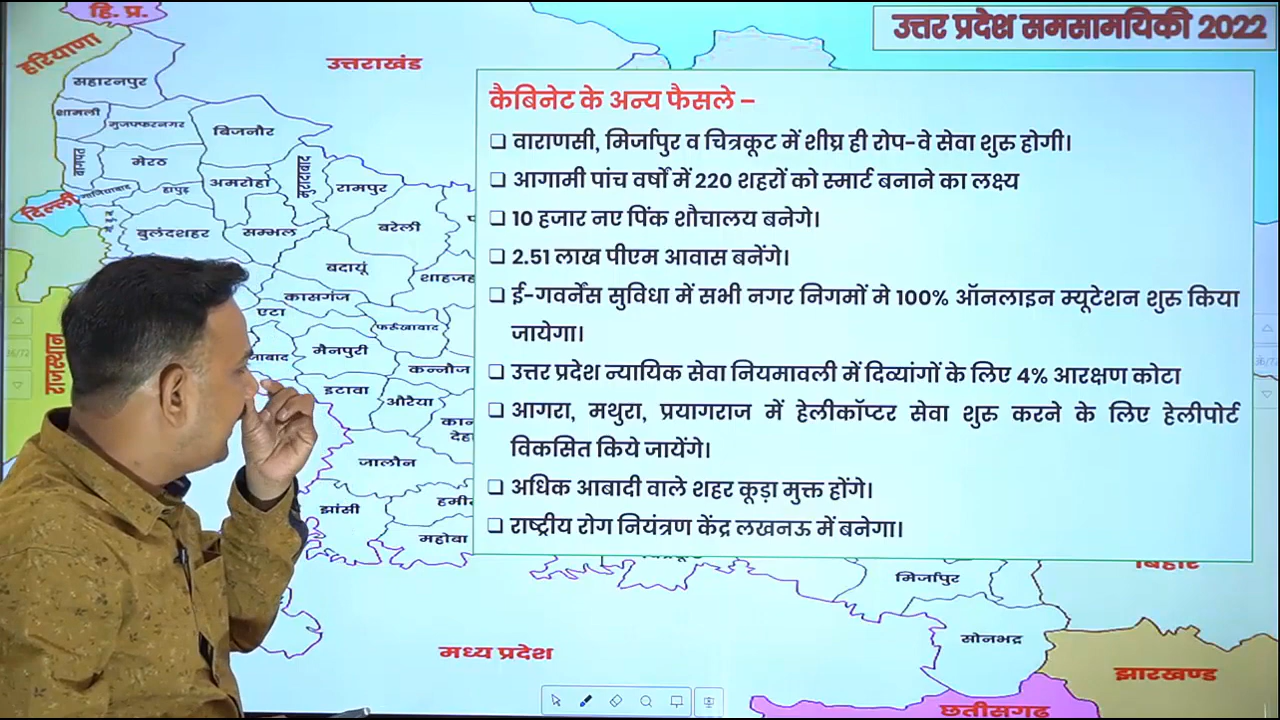 हि. प्र.
उत्तर प्रदेश समसामयिकी 2022
हरियाणा
उत्तराखंड
सहारनपुर
शामली
मुजफ्फरनगर
बिजनौर
बागपत
मेरठ
मुरादाबाद
अमरोहा
रामपुर
हापुड़
दिल्ली
बुलंदशहर
सम्भल
बरेली
बदायूं
कासगंज
एटा
फर्रुखाबाद
मैनपुरी
कन्नौज
राजस्थान
इटावा
औरैया
जालौन
झांसी
महोवा
कैबिनेट के अन्य फैसले –
❑ वाराणसी, मिर्जापुर व चित्रकूट में शीघ्र ही रोप-वे सेवा शुरु होगी।
❑ आगामी पांच वर्षों में 220 शहरों को स्मार्ट बनाने का लक्ष्य
❑ 10 हजार नए पिंक शौचालय बनेगे।
❑ 2.51 लाख पीएम आवास बनेंगे।
❑ ई-गवर्नेंस सुविधा में सभी नगर निगमों मे 100% ऑनलाइन म्यूटेशन शुरु किया
जायेगा।
❑ उत्तर प्रदेश न्यायिक सेवा नियमावली में दिव्यांगों के लिए 4% आरक्षण कोटा
❑ आगरा, मथुरा, प्रयागराज में हेलीकॉप्टर सेवा शुरु करने के लिए हेलीपोर्ट
विकसित किये जायेंगे।
❑ अधिक आबादी वाले शहर कूड़ा मुक्त होंगे।
❑ राष्ट्रीय रोग नियंत्रण केंद्र लखनऊ में बनेगा।
मिर्जापुर
सोनभद्र
मध्य प्रदेश
झारखण्ड
छतीसगढ़